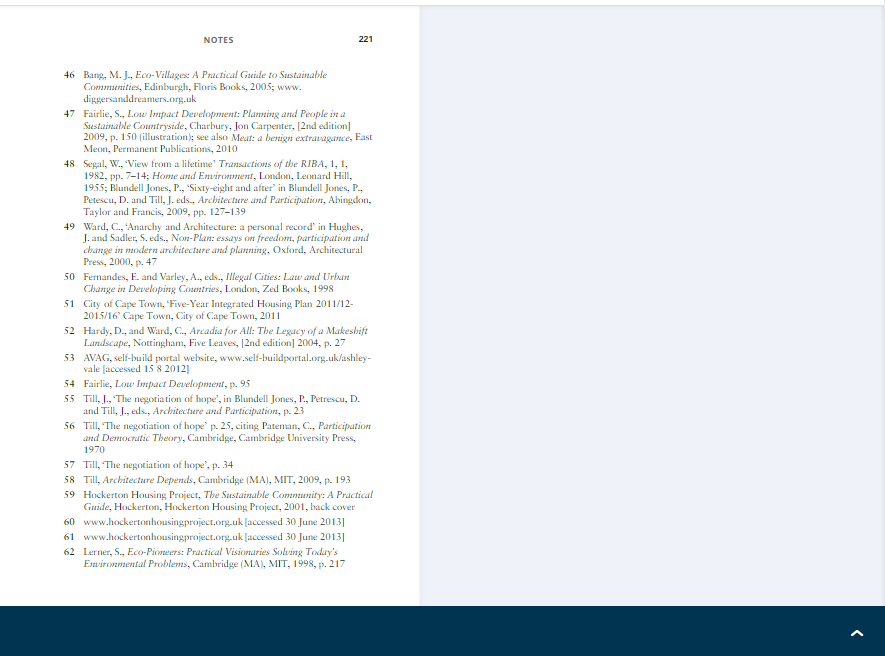 NOTES 221
46 Bang, M. J., Eco-Villages: A Practical Guide to Sustainable
Communities, Edinburgh, Floris Books, 2005; www.
diggersanddreamers.org.uk
47 Fairlie, S., Low Impact Development: Planning and People in a
Sustainable Countryside, Charbury, Jon Carpenter, [2nd edition]
2009, p. 150 (illustration); see also Meat: a benign extravagance, East
Meon, Permanent Publications, 2010
48 Segal, W., ‘View from a lifetime’ Transactions of the RIBA, 1, 1,
1982, pp. 7–14; Home and Environment, London, Leonard Hill,
1955; Blundell Jones, P., ‘Sixty-eight and after’ in Blundell Jones, P.,
Petescu, D. and Till, J. eds., Architecture and Participation, Abingdon,
Taylor and Francis, 2009, pp. 127–139
49 Ward, C., ‘Anarchy and Architecture: a personal record’ in Hughes,
J. and Sadler, S. eds., Non-Plan: essays on freedom, participation and
change in modern architecture and planning, Oxford, Architectural
Press, 2000, p. 47
50 Fernandes, E. and Varley, A., eds., Illegal Cities: Law and Urban
Change in Developing Countries, London, Zed Books, 1998
51 City of Cape Town, ‘Five-Year Integrated Housing Plan 2011/12-
2015/16’ Cape Town, City of Cape Town, 2011
52 Hardy, D., and Ward, C., Arcadia for All: The Legacy of a Makeshift
Landscape, Nottingham, Five Leaves, [2nd edition] 2004, p. 27
53 AVAG, self-build portal website, www.self-buildportal.org.uk/ashley-
vale [accessed 15 8 2012]
54 Fairlie, Low Impact Development, p. 95
55 Till, J., ‘The negotiation of hope’, in Blundell Jones, P., Petrescu, D.
and Till, J., eds., Architecture and Participation, p. 23
56 Till, ‘The negotiation of hope’ p. 25, citing Pateman, C., Participation
and Democratic Theory, Cambridge, Cambridge University Press,
1970
57 Till, ‘The negotiation of hope’, p. 34
58 Till, Architecture Depends, Cambridge (MA), MIT, 2009, p. 193
59 Hockerton Housing Project, The Sustainable Community: A Practical
Guide, Hockerton, Hockerton Housing Project, 2001, back cover
60 www.hockertonhousingproject.org.uk [accessed 30 June 2013]
61 www.hockertonhousingproject.org.uk [accessed 30 June 2013]
62 Lerner, S., Eco-Pioneers: Practical Visionaries Solving Today’s
Environmental Problems, Cambridge (MA), MIT, 1998, p. 217